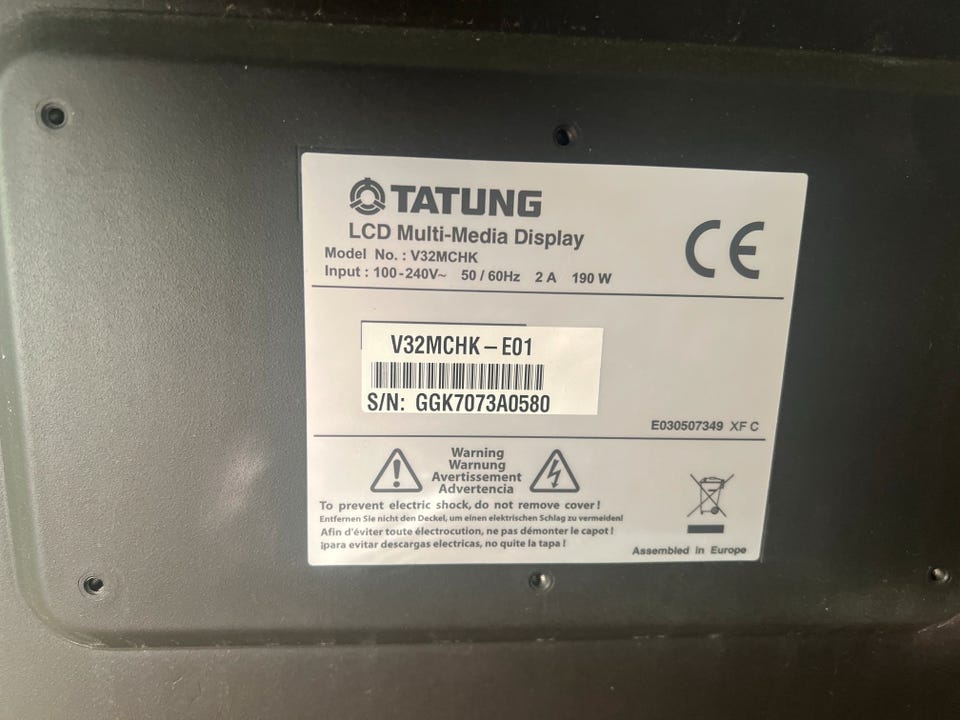 TATUNG
LCD Multi-Media Display
Model No. : V32MCHK
Input : 100-240V~ 50 / 60Hz 2 A 190 W
CE
V32MCHK – E01
S/N: GGK7073A0580
E030507349 XF C
Warning
Warnung
Avertissement
Advertencia
To prevent electric shock, do not remove cover !
Entfernen Sie nicht den Deckel, um einen elektrischen Schlag zu vermeiden!
Afin d'éviter toute électrocution, ne pas démonter le capot !
¡para evitar descargas electricas, no quite la tapa !
Assembled in Europe